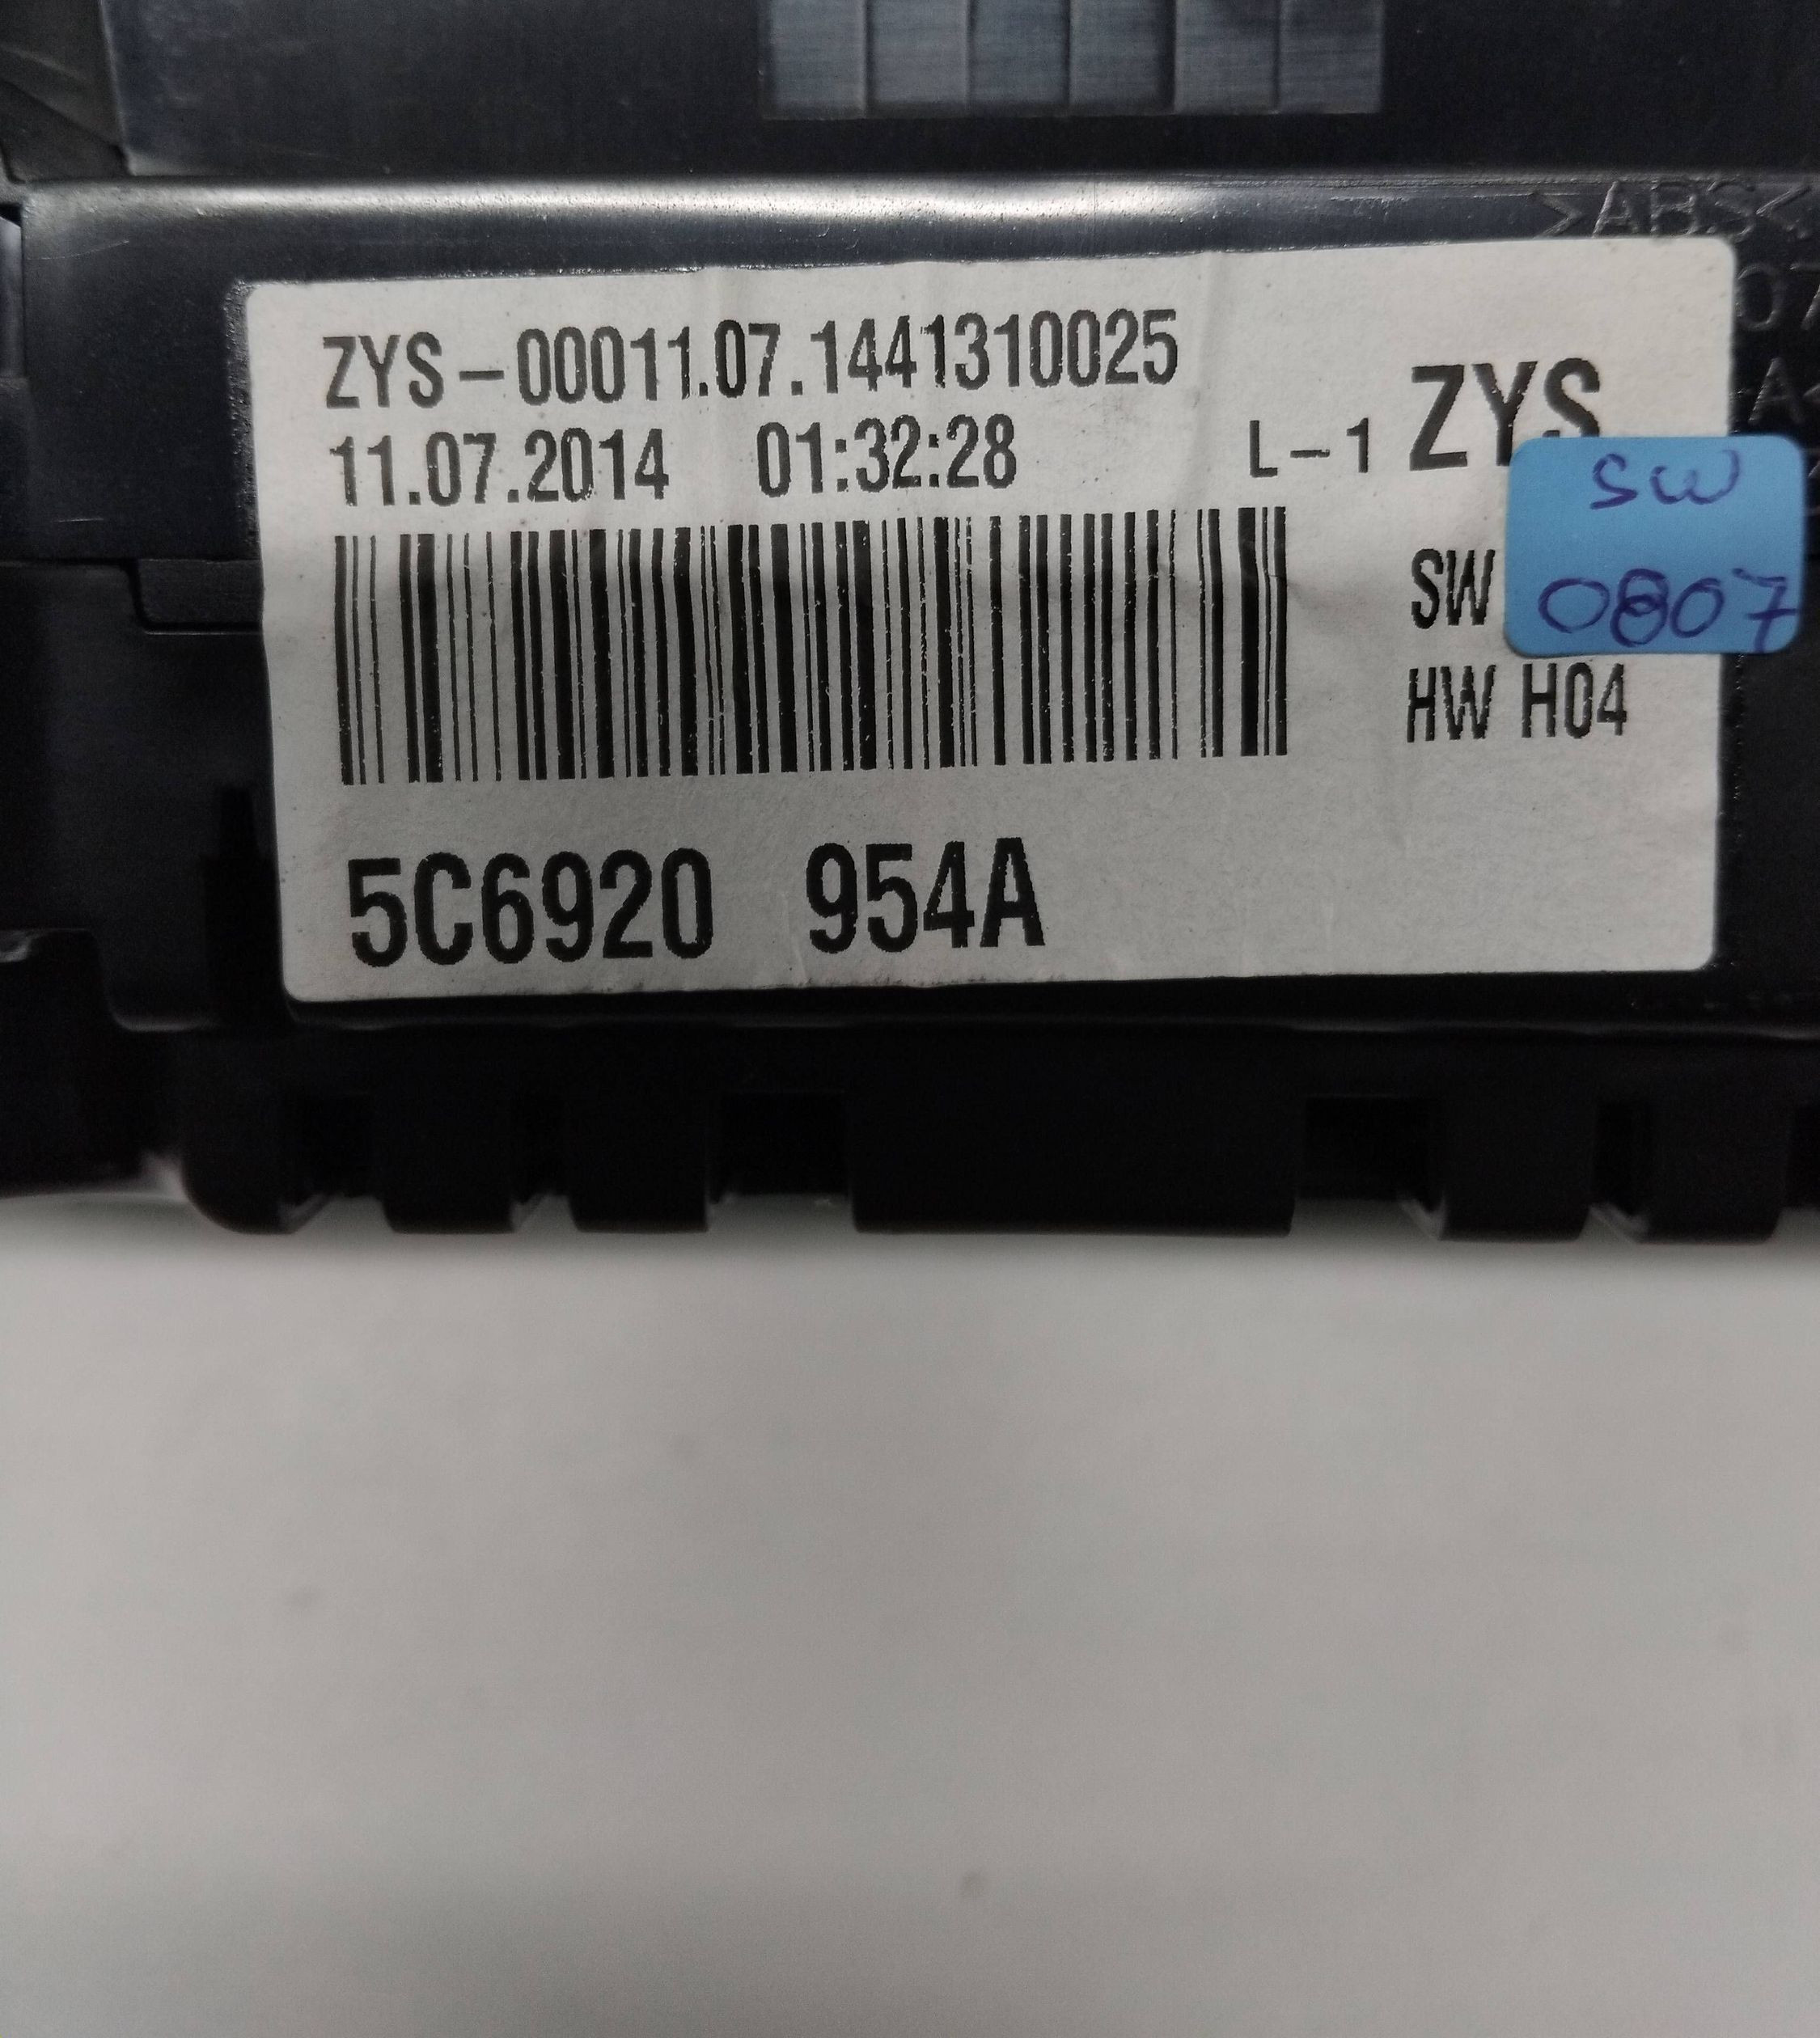 >ABS<
ZYS-00011.07.1441310025
11.07.2014 01:32:28 L-1 ZYS
SW
0807
SW
HW H04
5C6920 954A